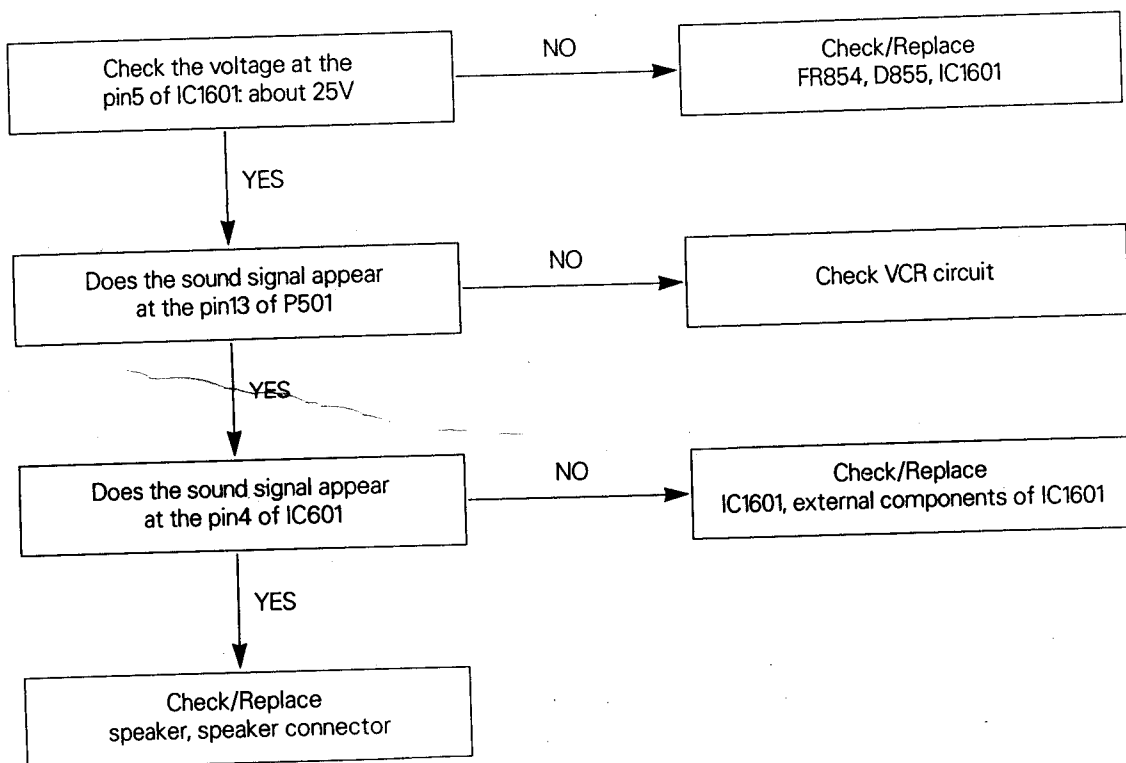 Check the voltage at the
pin5 of IC1601: about 25V
NO
Check/Replace
FR854, D855, IC1601
YES
Does the sound signal appear
at the pin13 of P501
NO
Check VCR circuit
YES
Does the sound signal appear
at the pin4 of IC601
NO
Check/Replace
IC1601, external components of IC1601
YES
Check/Replace
speaker, speaker connector